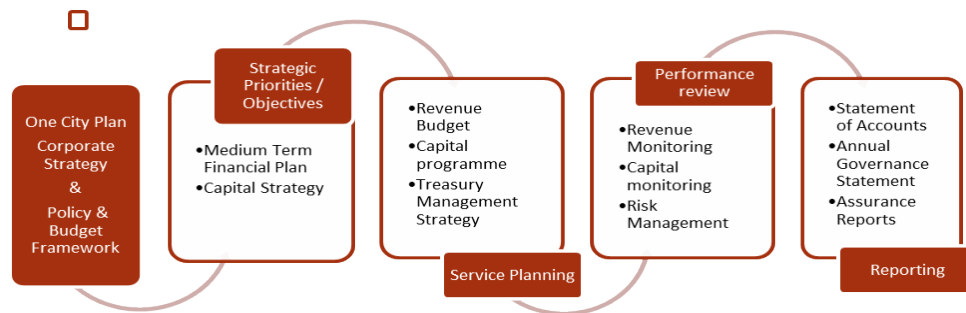 One City Plan
Corporate
Strategy
&
Policy &
Budget
Framework
Strategic
Priorities /
Objectives
•Medium Term
Financial Plan
•Capital Strategy
•Revenue
Budget
•Capital
programme
•Treasury
Management
Strategy
Service Planning
Performance
review
•Revenue
Monitoring
•Capital
monitoring
•Risk
Management
•Statement
of Accounts
•Annual
Governance
Statement
•Assurance
Reports
Reporting